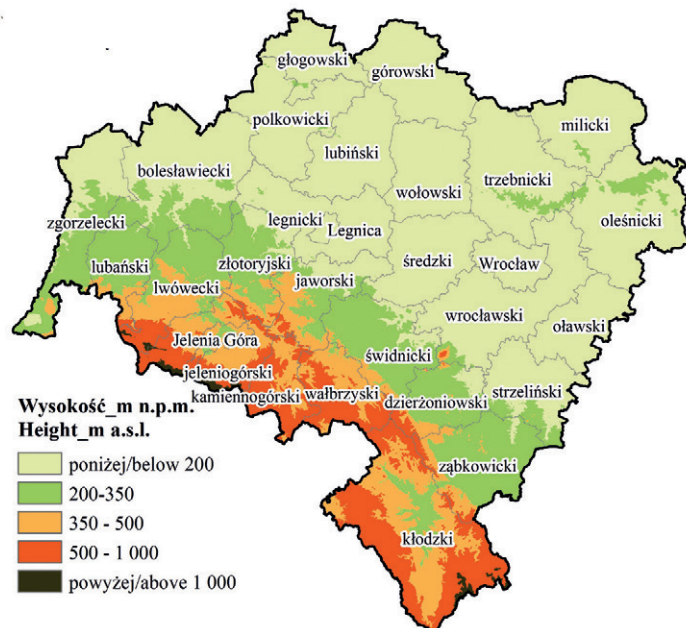 głogowski
górowski
polkowicki
milicki
lubiński
bolesławiecki
trzebnicki
wołowski
zgorzelecki
legnicki
Legnica
oleśnicki
lubański
złotoryjski
jaworski
średzki
Wrocław
lwówecki
wrocławski
oławski
Jelenia Góra
świdnicki
jeleniogórski
kamiennogórski
wałbrzyski
dzierżoniowski
strzeliński
ząbkowicki
kłodzki
Wysokość_m n.p.m.
Height_m a.s.l.
poniżej/below 200
200-350
350 - 500
500 - 1 000
powyżej/above 1 000